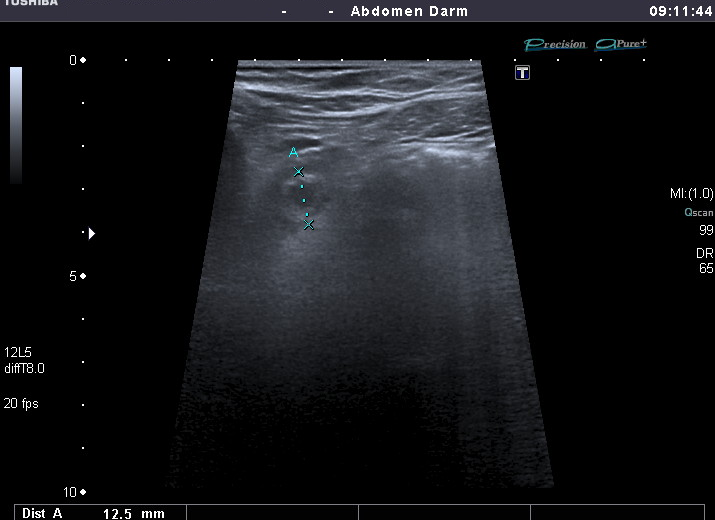 TOSHIBA
- - Abdomen Darm 09:11:44
Precision APure+
0
T
A
MI:(1.0)
Qscan
99
DR
65
5
12L5
diffT8.0
20 fps
10
Dist A 12.5 mm